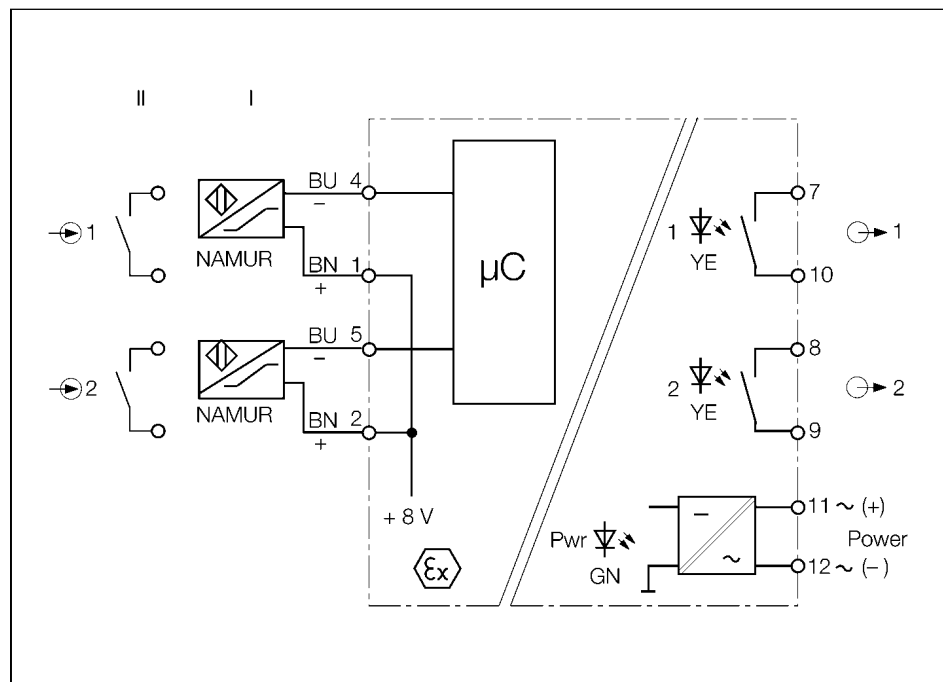 II I
BU 4
−
1
NAMUR
BN 1
+
µC
BU 5
−
2
NAMUR
BN 2
+
+ 8 V
Ex
7
1
YE
1
10
8
2
YE
2
9
Pwr
GN
−
~
11 ~ (+)
Power
12 ~ (−)